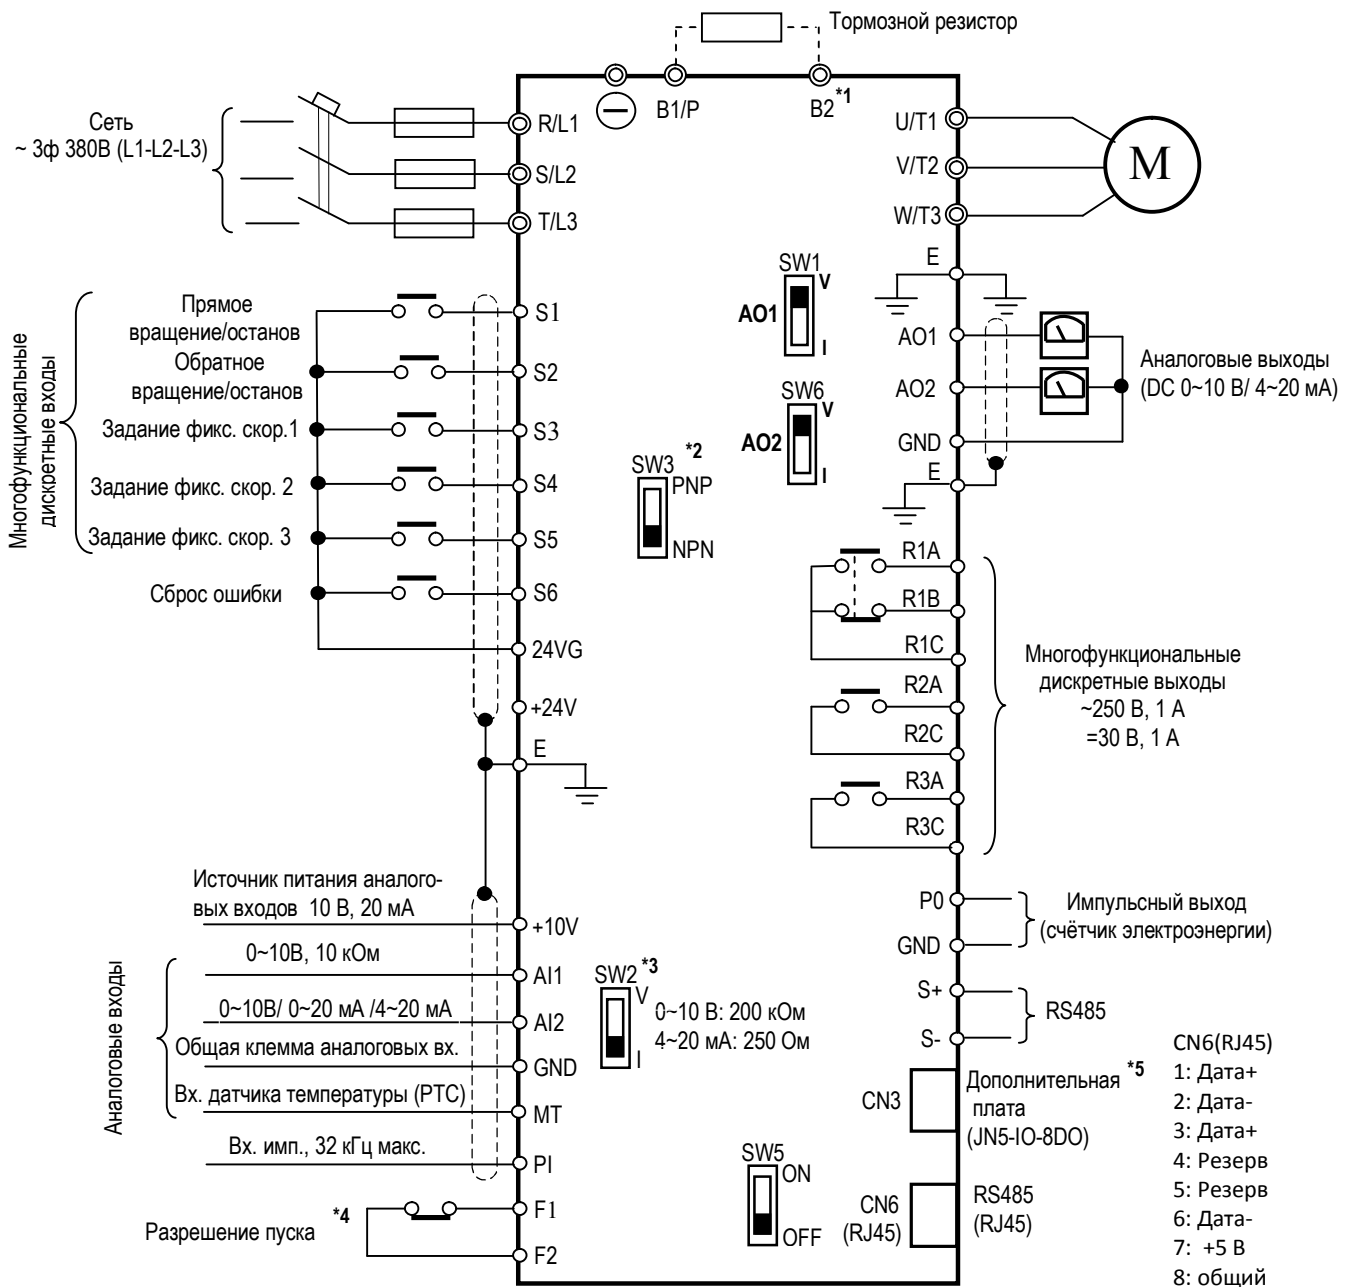 Тормозной резистор
B1/P
B2 *1
Сеть
~ 3ф 380В (L1-L2-L3)
R/L1
S/L2
T/L3
U/T1
V/T2
W/T3
M
E
SW1
V
AO1
I
SW6
V
AO2
I
AO1
AO2
GND
E
Аналоговые выходы
(DC 0~10 В/ 4~20 мА)
Многофункциональные
дискретные входы
Прямое
вращение/останов
Обратное
вращение/останов
Задание фикс. скор.1
Задание фикс. скор. 2
Задание фикс. скор. 3
Сброс ошибки
S1
S2
S3
S4
S5
S6
24VG
+24V
E
SW3 *2
PNP
NPN
R1A
R1B
R1C
R2A
R2C
R3A
R3C
Многофункциональные
дискретные выходы
~250 В, 1 А
=30 В, 1 А
P0
GND
Импульсный выход
(счётчик электроэнергии)
S+
S-
RS485
Источник питания аналого-
вых входов 10 В, 20 мА
Аналоговые входы
0~10В, 10 кОм
0~10В/ 0~20 мА /4~20 мА
Общая клемма аналоговых вх.
Вх. датчика температуры (PTC)
Вх. имп., 32 кГц макс.
Разрешение пуска *4
+10V
AI1
AI2
GND
MT
PI
F1
F2
SW2 *3
V
I
0~10 В: 200 кОм
4~20 мА: 250 Ом
SW5
ON
OFF
CN3
Дополнительная *5
плата
(JN5-IO-8DO)
CN6
(RJ45)
RS485
(RJ45)
CN6(RJ45)
1: Дата+
2: Дата-
3: Дата+
4: Резерв
5: Резерв
6: Дата-
7: +5 В
8: общий